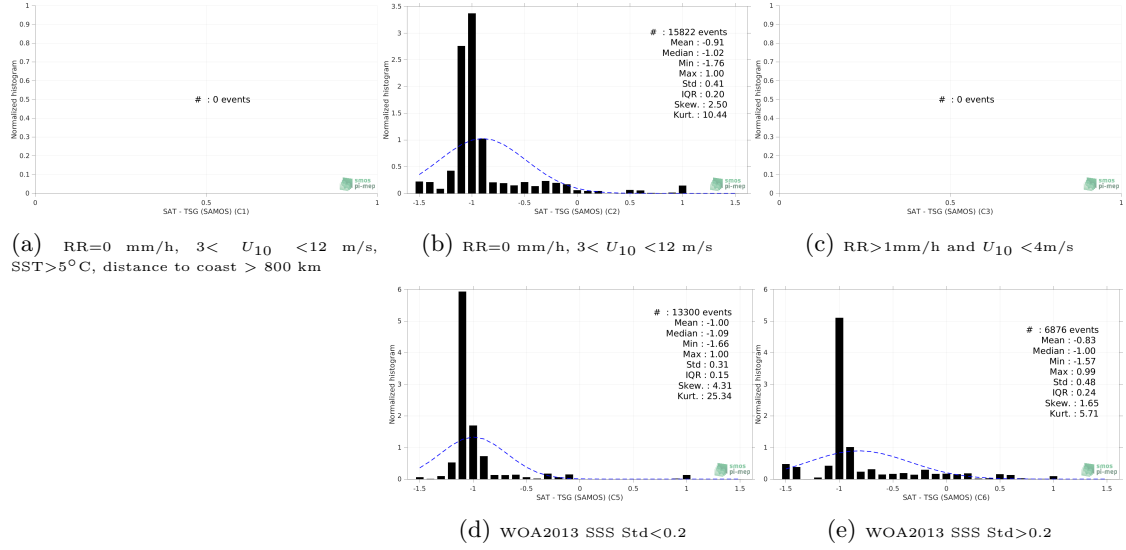 1
0.9
0.8
0.7
0.6
0.5
0.4
0.3
0.2
0.1
0
Normalized histogram
# : 0 events
0 0.5 1
SAT - TSG (SAMOS) (C1)
smos
pi-mep
(a) RR=0 mm/h, 3< U10 <12 m/s,
SST>5°C, distance to coast > 800 km
3.5
3
2.5
2
1.5
1
0.5
0
Normalized histogram
# : 15822 events
Mean : -0.91
Median : -1.02
Min : -1.76
Max : 1.00
Std : 0.41
IQR : 0.20
Skew. : 2.50
Kurt. : 10.44
-1.5 -1 -0.5 0 0.5 1 1.5
SAT - TSG (SAMOS) (C2)
smos
pi-mep
(b) RR=0 mm/h, 3< U10 <12 m/s
1
0.9
0.8
0.7
0.6
0.5
0.4
0.3
0.2
0.1
0
Normalized histogram
# : 0 events
0 0.5 1
SAT - TSG (SAMOS) (C3)
smos
pi-mep
(c) RR>1mm/h and U10 <4m/s
6
5
4
3
2
1
0
Normalized histogram
# : 13300 events
Mean : -1.00
Median : -1.09
Min : -1.66
Max : 1.00
Std : 0.31
IQR : 0.15
Skew. : 4.31
Kurt. : 25.34
-1.5 -1 -0.5 0 0.5 1 1.5
SAT - TSG (SAMOS) (C5)
smos
pi-mep
(d) WOA2013 SSS Std<0.2
6
5
4
3
2
1
0
Normalized histogram
# : 6876 events
Mean : -0.83
Median : -1.00
Min : -1.57
Max : 0.99
Std : 0.48
IQR : 0.24
Skew. : 1.65
Kurt. : 5.71
-1.5 -1 -0.5 0 0.5 1 1.5
SAT - TSG (SAMOS) (C6)
smos
pi-mep
(e) WOA2013 SSS Std>0.2